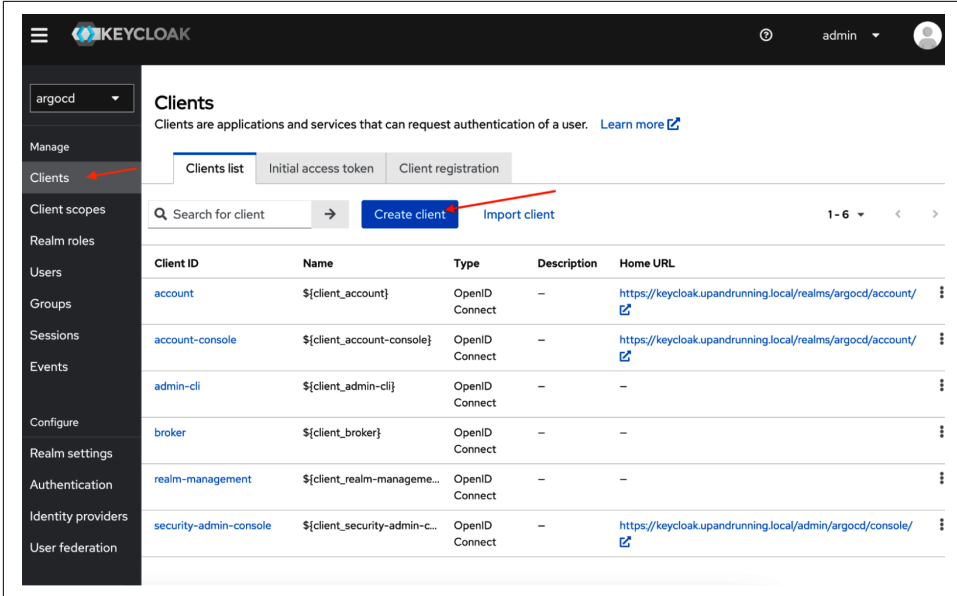 KEYCLOAK
admin
argocd
Manage
Clients
Client scopes
Realm roles
Users
Groups
Sessions
Events
Configure
Realm settings
Authentication
Identity providers
User federation
Clients
Clients are applications and services that can request authentication of a user. Learn more
Clients list Initial access token Client registration
Search for client Create client Import client 1-6
Client ID Name Type Description Home URL
account ${client_account} OpenID Connect – https://keycloak.upandrunning.local/realms/argocd/account/
account-console ${client_account-console} OpenID Connect – https://keycloak.upandrunning.local/realms/argocd/account/
admin-cli ${client_admin-cli} OpenID Connect – –
broker ${client_broker} OpenID Connect – –
realm-management ${client_realm-manageme... OpenID Connect – –
security-admin-console ${client_security-admin-c... OpenID Connect – https://keycloak.upandrunning.local/admin/argocd/console/